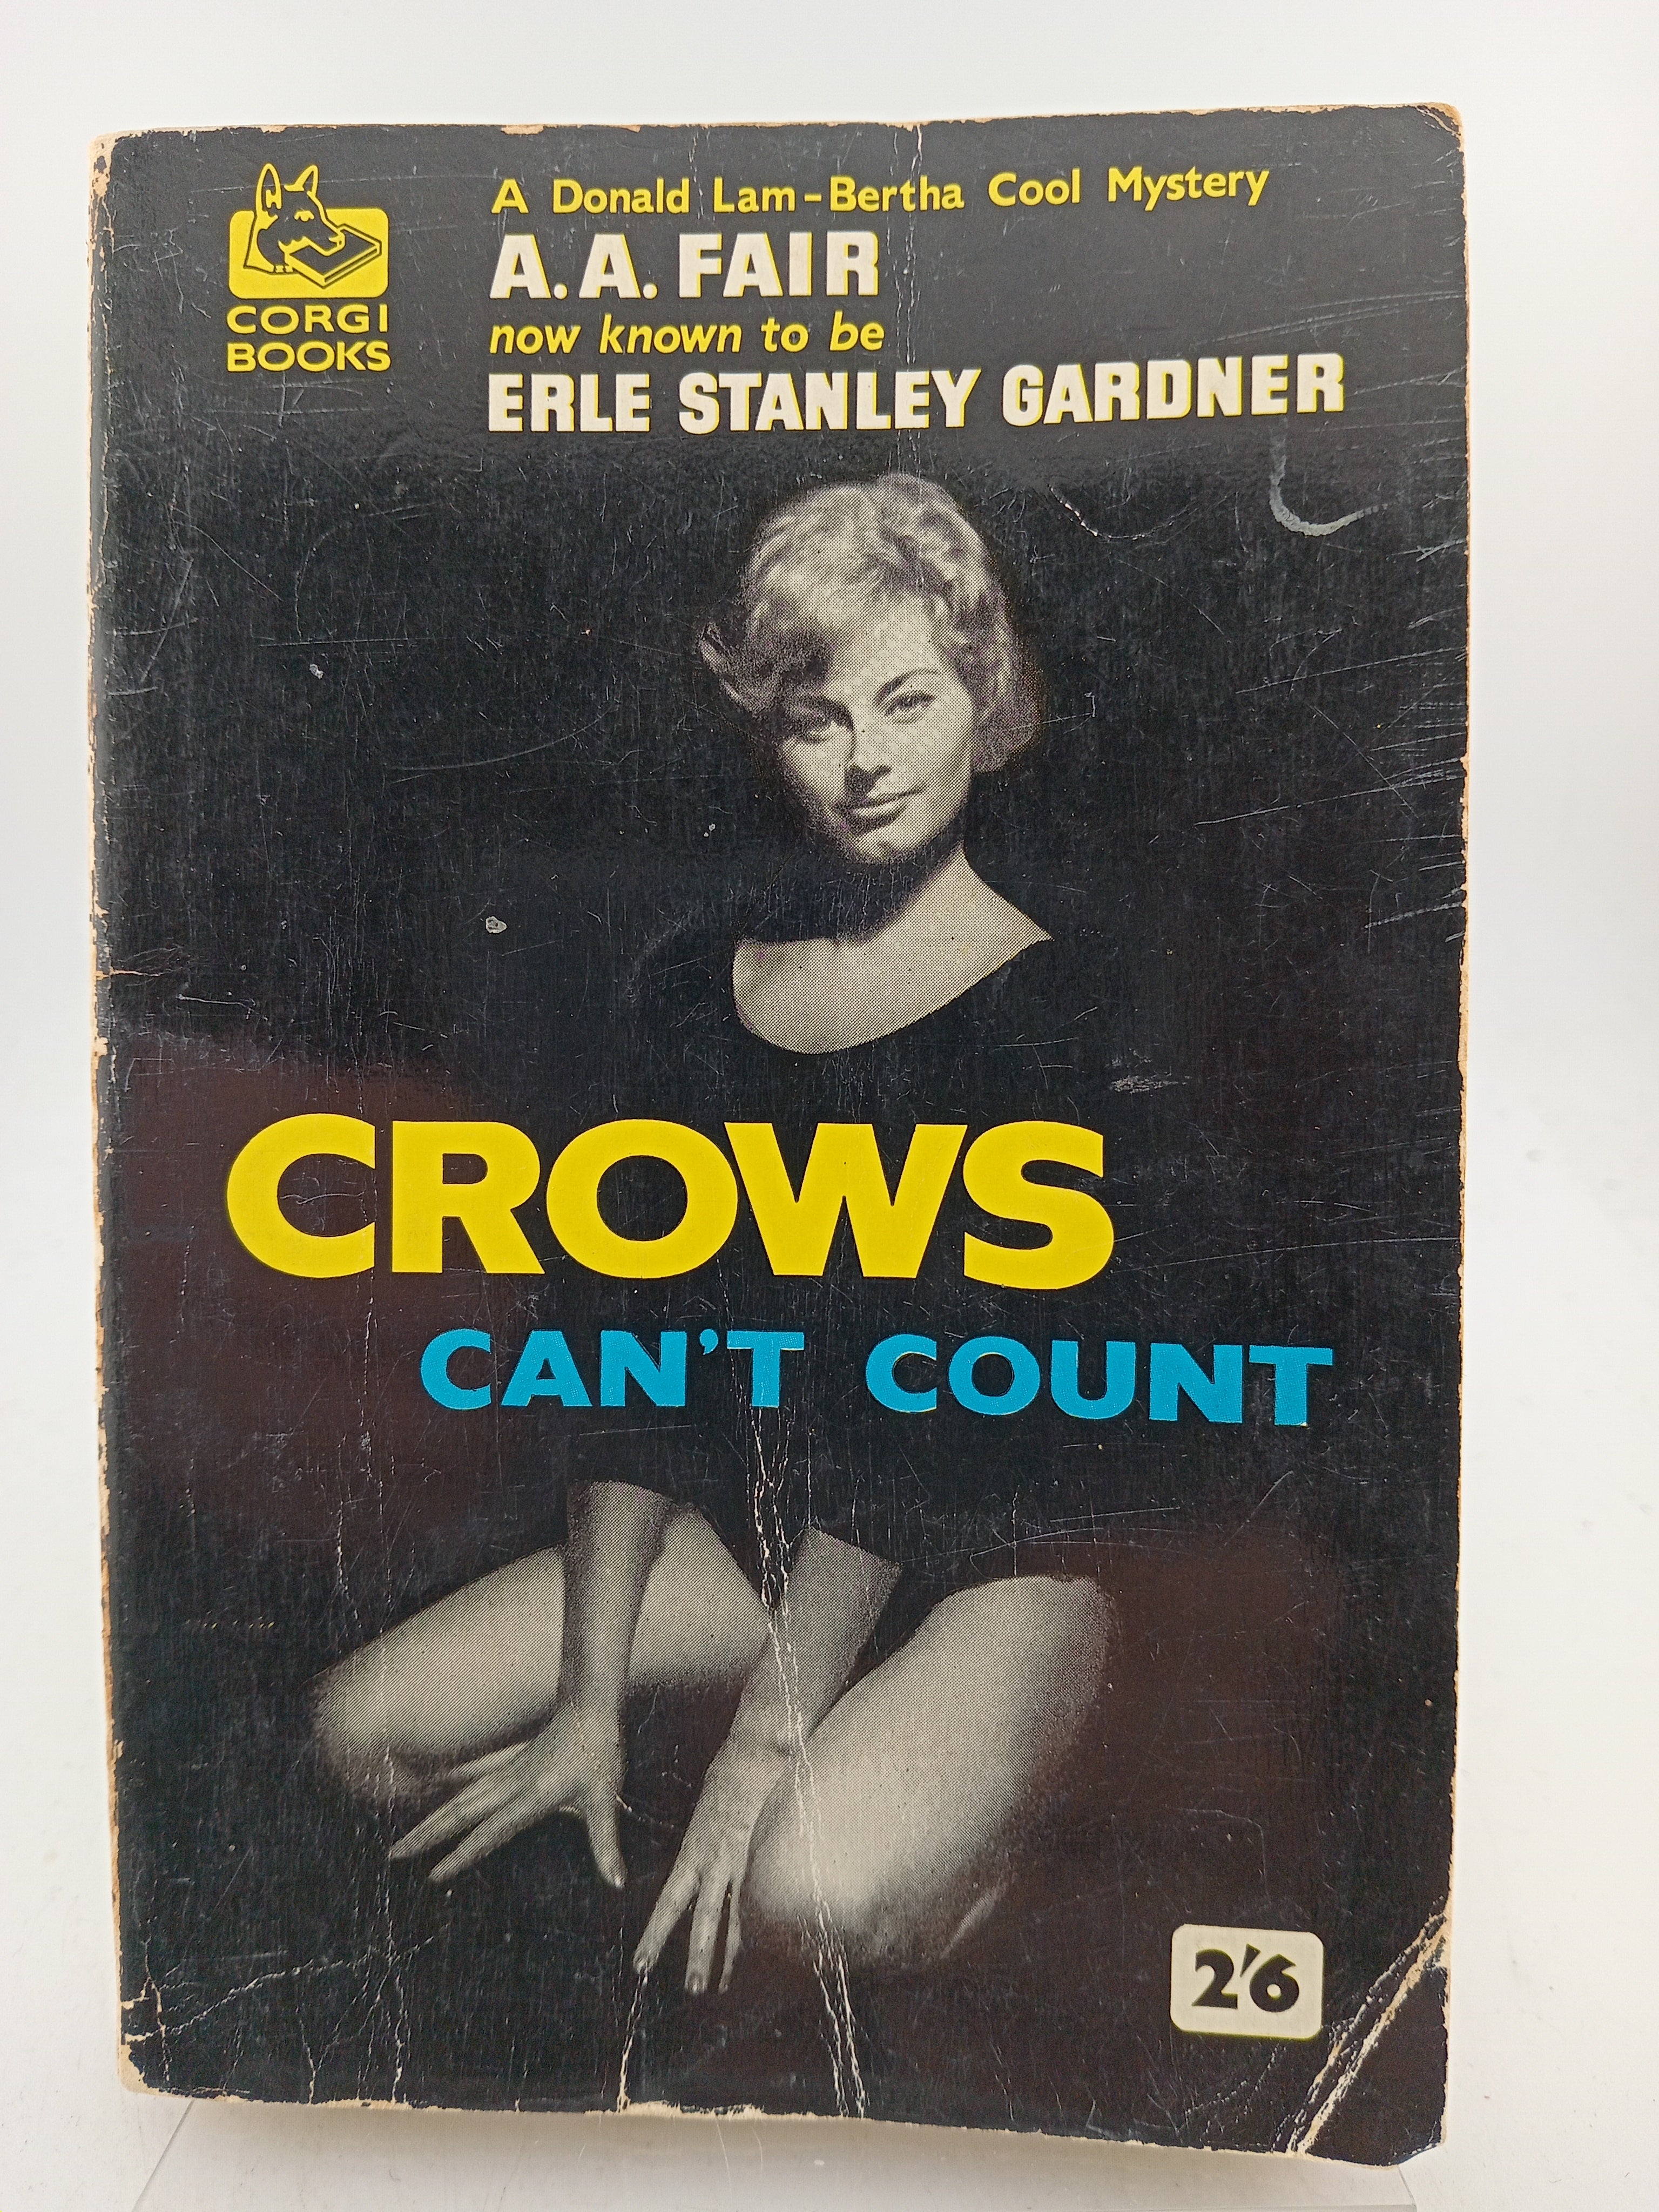 CORGI
BOOKS
A Donald Lam-Bertha Cool Mystery
A.A. FAIR
now known to be
ERLE STANLEY GARDNER
CROWS
CAN'T COUNT
2'6